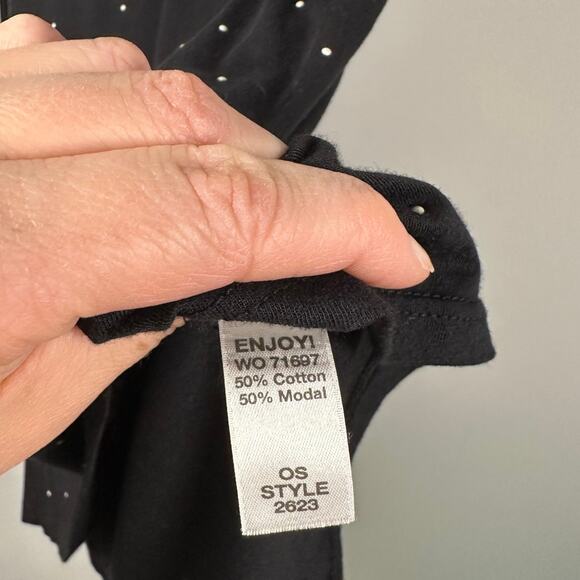 ENJOY!
WO 71697
50% Cotton
50% Modal
OS
STYLE
2623